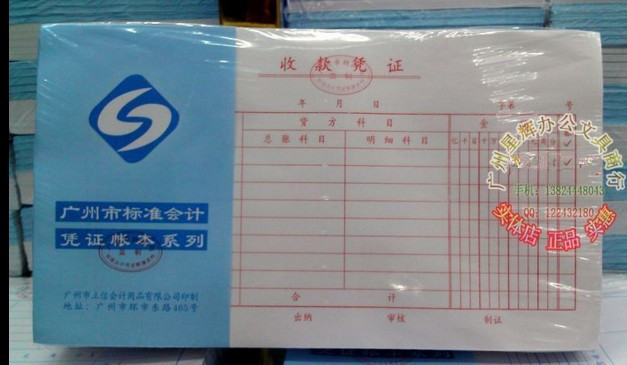 收款凭证
年 月 日
字第 号
贷方科目
金
总账科目
明细科目
合 计
出纳 审核 制证
广州市标准会计
凭证帐本系列
监制
广州市上信会计用品有限公司印制
地址：广州市环市东路465号
广州星辉办公文具商行
手机：13824448043
QQ：122432180
实体店 正品